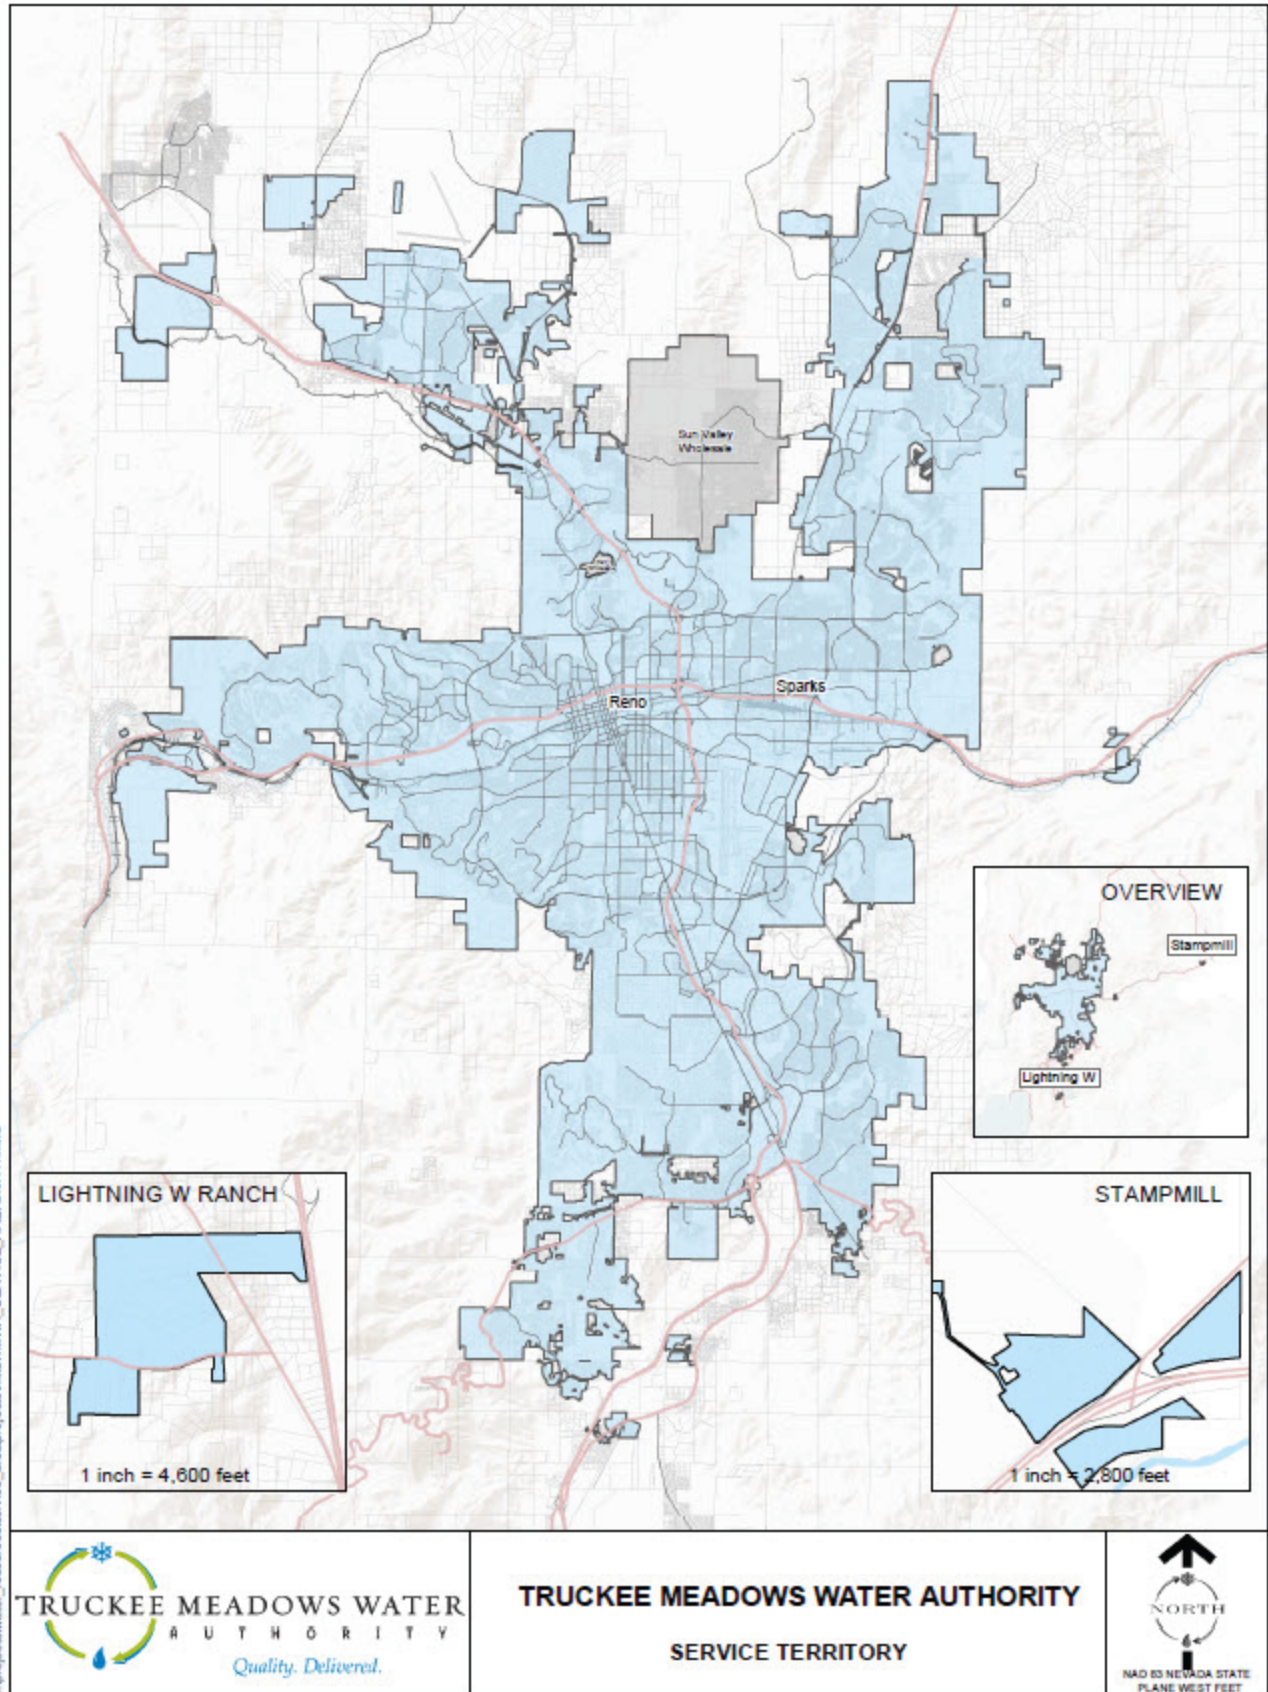 Sun Valley
Wholesale
Reno
Sparks
OVERVIEW
Stampmill
Lightning W
LIGHTNING W RANCH
1 inch = 4,600 feet
STAMPMILL
1 inch = 2,800 feet
TRUCKEE MEADOWS WATER
AUTHORITY
Quality. Delivered.
TRUCKEE MEADOWS WATER AUTHORITY
SERVICE TERRITORY
NORTH
NAD 83 NEVADA STATE
PLANE WEST FEET